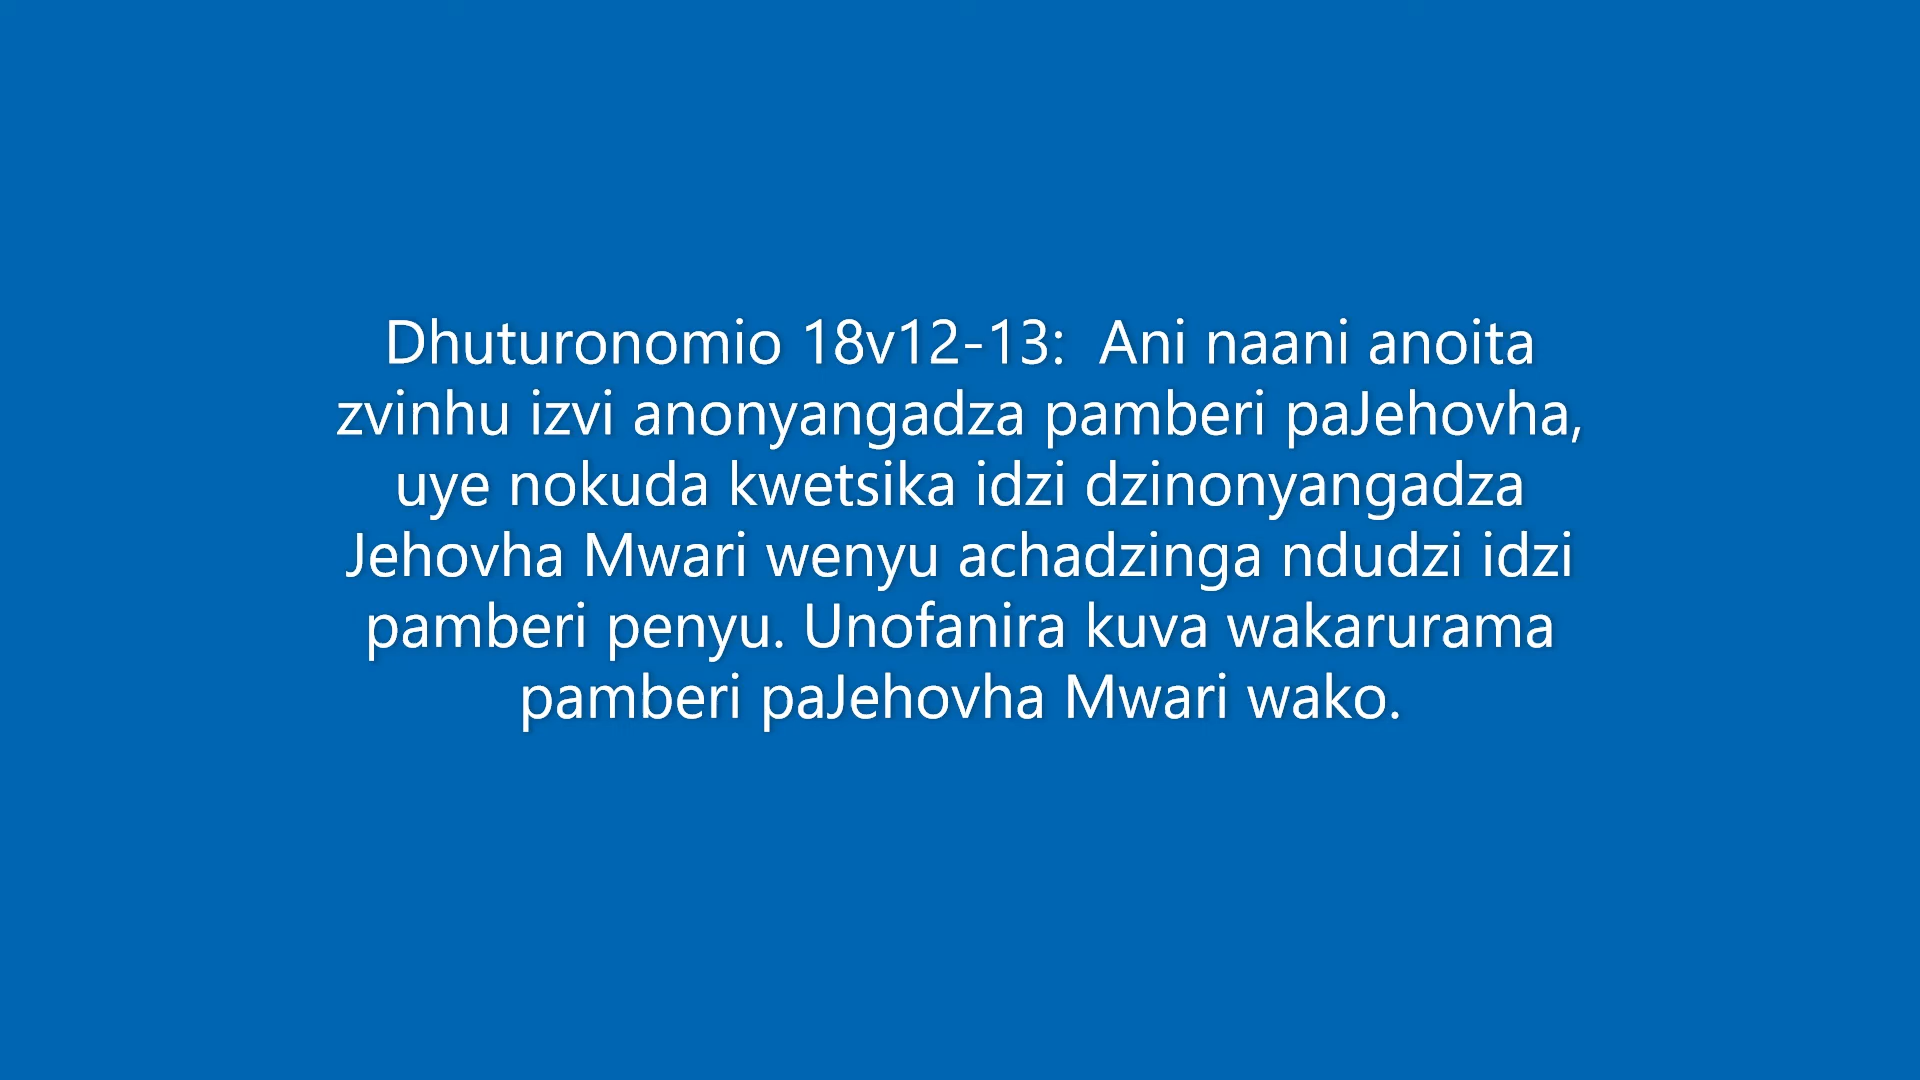 Dhuturonomio 18v12-13:  Ani naani anoita
zvinhu izvi anonyangadza pamberi paJehovha,
uye nokuda kwetsika idzi dzinonyangadza
Jehovha Mwari wenyu achadzinga ndudzi idzi
pamberi penyu. Unofanira kuva wakarurama
pamberi paJehovha Mwari wako.